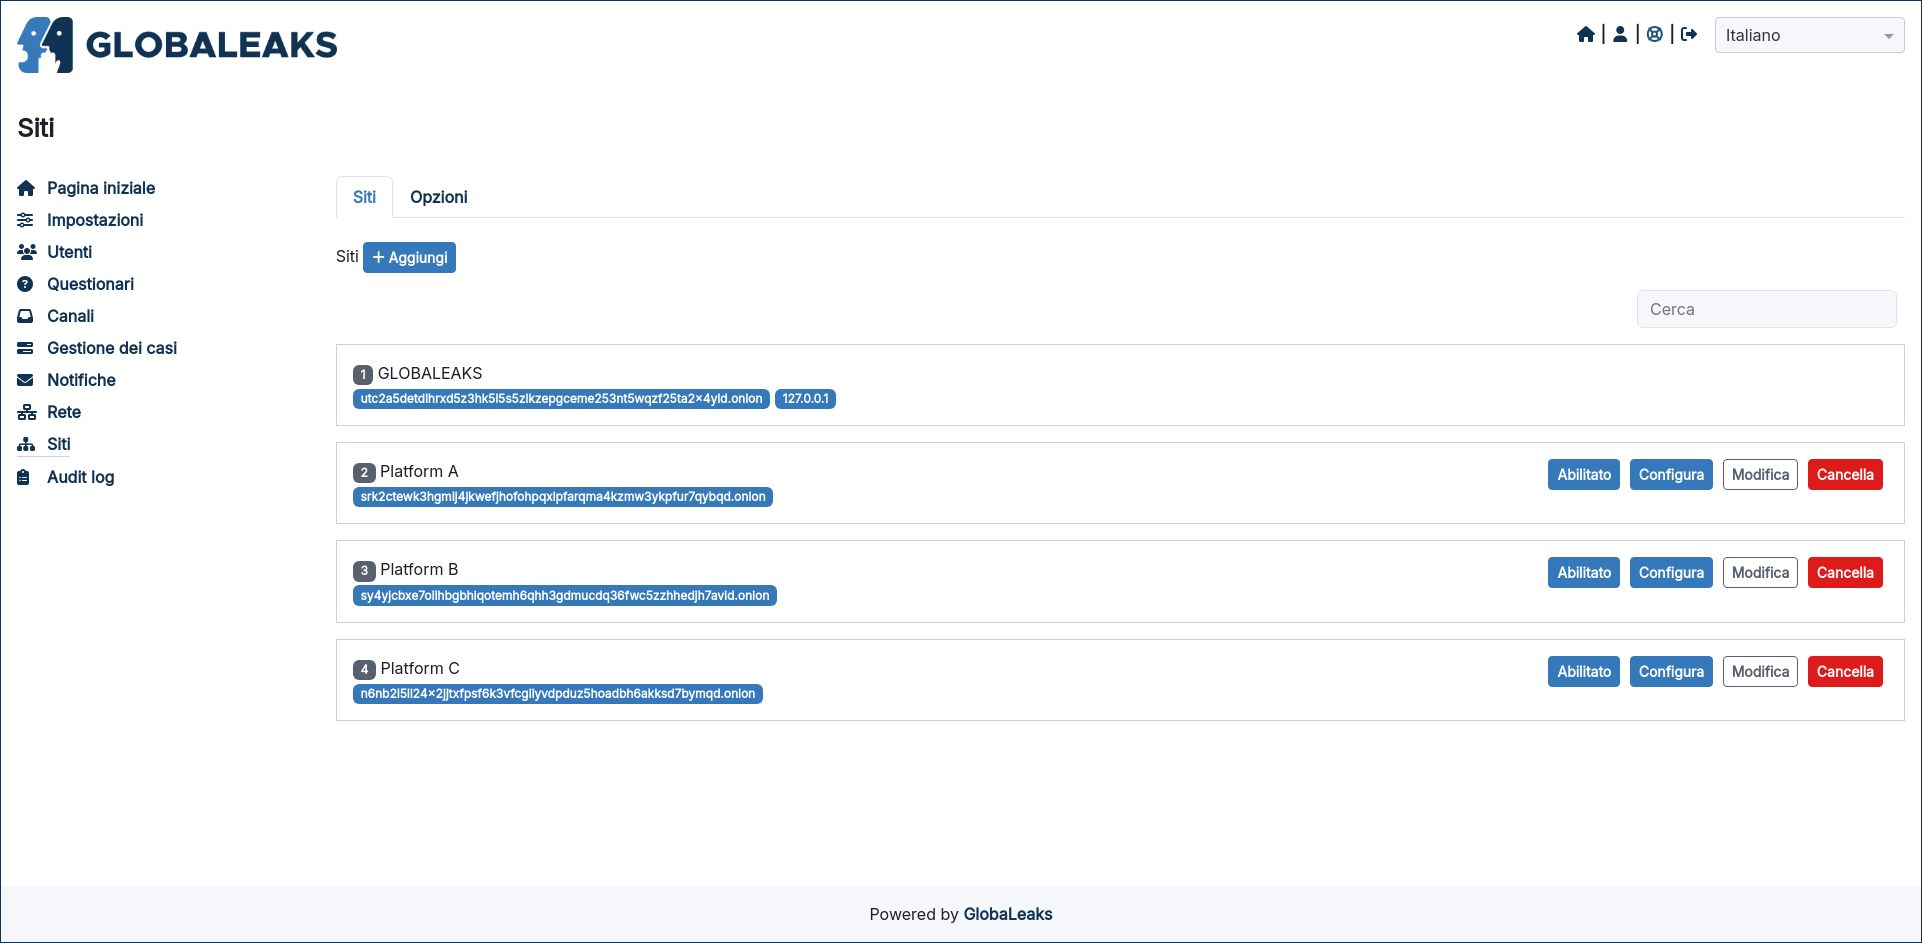 GLOBALEAKS
Italiano
Siti
Pagina iniziale
Impostazioni
Utenti
Questionari
Canali
Gestione dei casi
Notifiche
Rete
Siti
Audit log
Siti Opzioni
Siti + Aggiungi
Cerca
1 GLOBALEAKS
utc2a5detdlhrxd5z3hk5l5s5zlkzepgceme253nt5wqzf25ta2x4yid.onion 127.0.0.1
2 Platform A
Abilitato Configura Modifica Cancella
srk2ctewk3hgmlj4jkwefjhofohpqxlpfarqma4kzmw3ykpfur7qybqd.onion
3 Platform B
Abilitato Configura Modifica Cancella
sy4yjcbxe7ollhbgbhlqotemh6qhh3gdmucdq36fwc5zzhhedjh7avid.onion
4 Platform C
Abilitato Configura Modifica Cancella
n6nb2l5ll24x2jjtxfpsf6k3vfcgllyvdpduz5hoadbh6akksd7bymqd.onion
Powered by GlobaLeaks